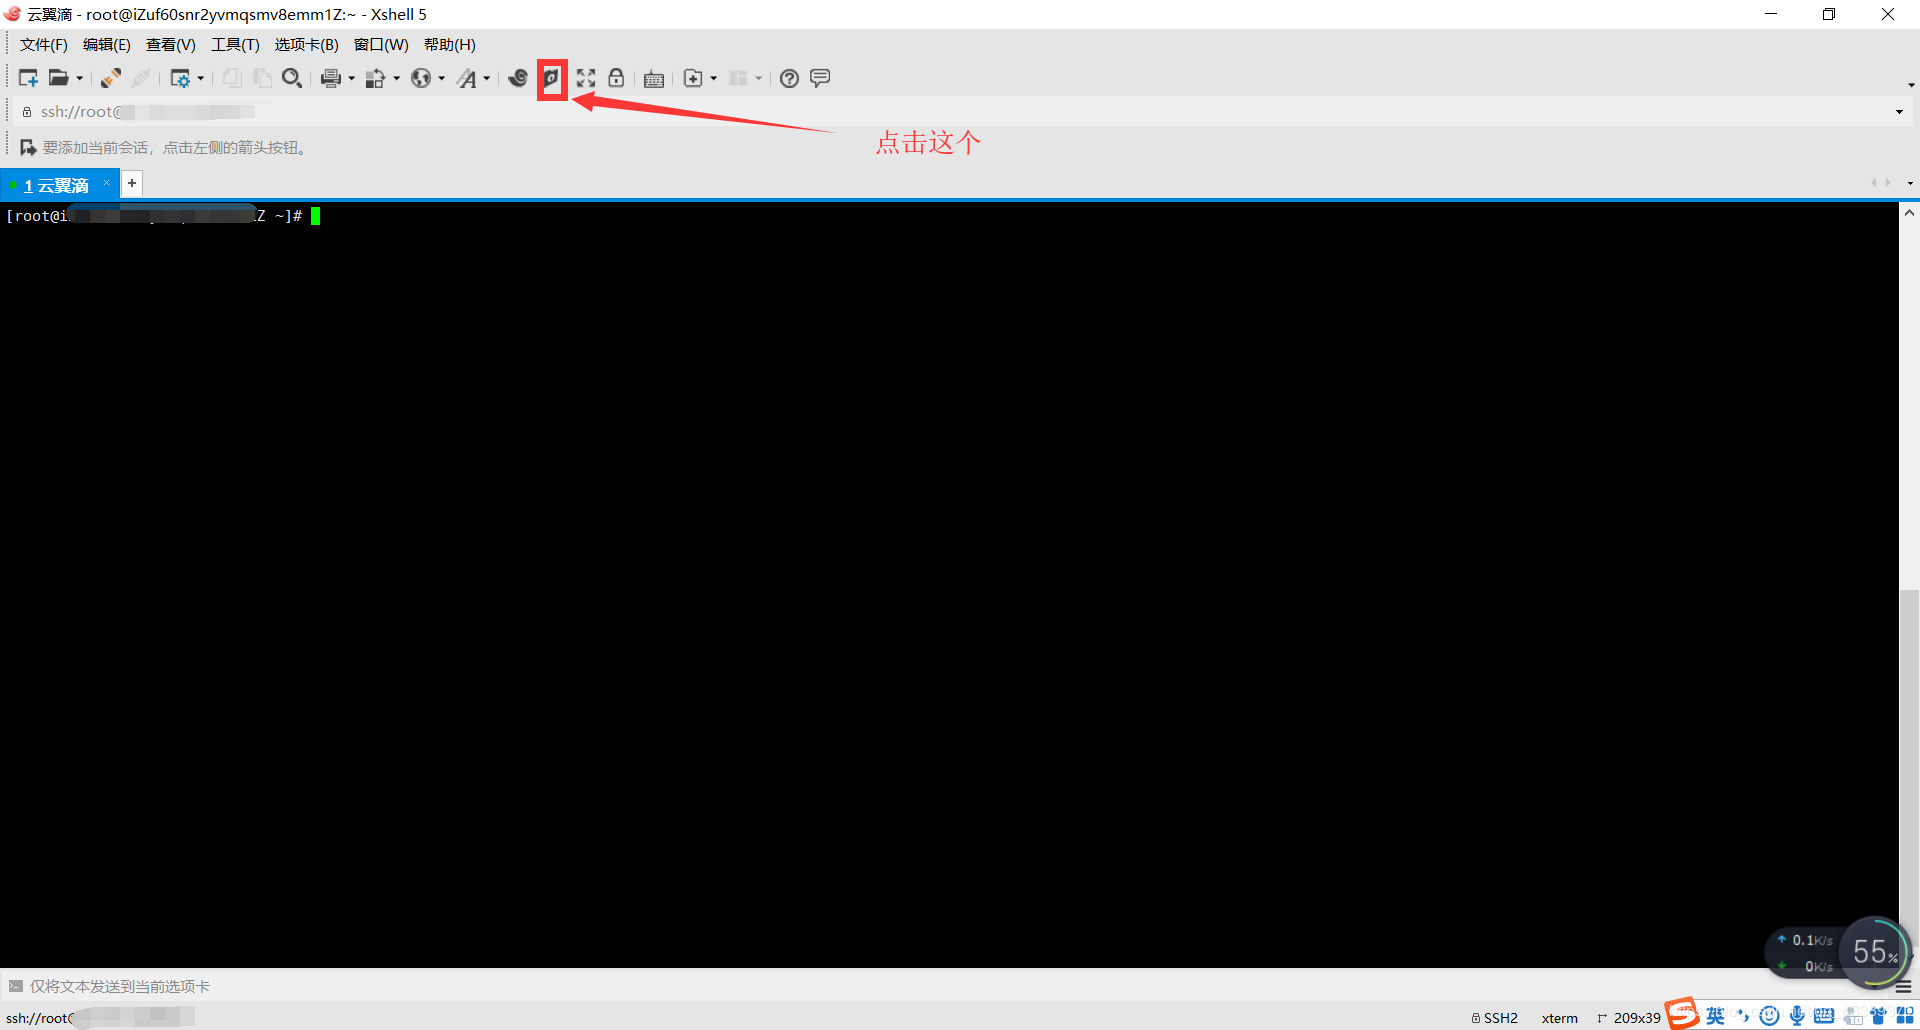 云翼滴 - root@iZuf60snr2yvmqsmv8emm1Z:~ - Xshell 5
文件(F) 编辑(E) 查看(V) 工具(T) 选项卡(B) 窗口(W) 帮助(H)
ssh://root@
点击这个
要添加当前会话，点击左侧的箭头按钮。
1 云翼滴 × +
[root@i Z ~]#
0.1K/s
55%
0K/s
仅将文本发送到当前选项卡
ssh://root@ SSH2 xterm 209x39 英